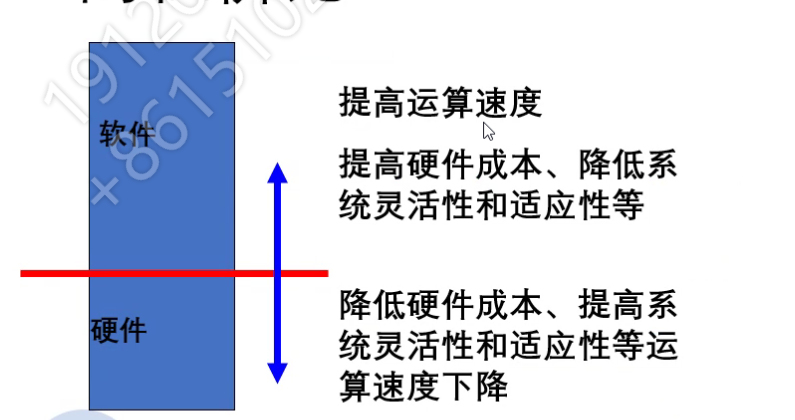 软件
提高运算速度
提高硬件成本、降低系
统灵活性和适应性等
硬件
降低硬件成本、提高系
统灵活性和适应性等运
算速度下降